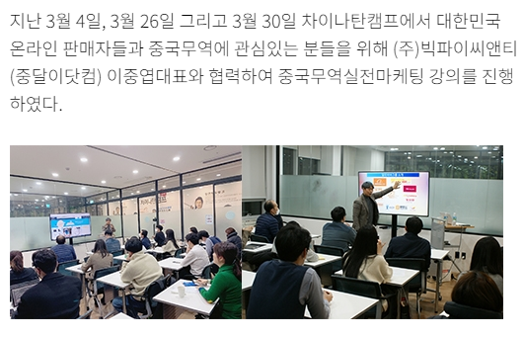 지난 3월 4일, 3월 26일 그리고 3월 30일 차이나탄캠프에서 대한민국
온라인 판매자들과 중국무역에 관심있는 분들을 위해 (주)빅파이씨앤티
(중달이닷컴) 이중엽대표와 협력하여 중국무역실전마케팅 강의를 진행
하였다.